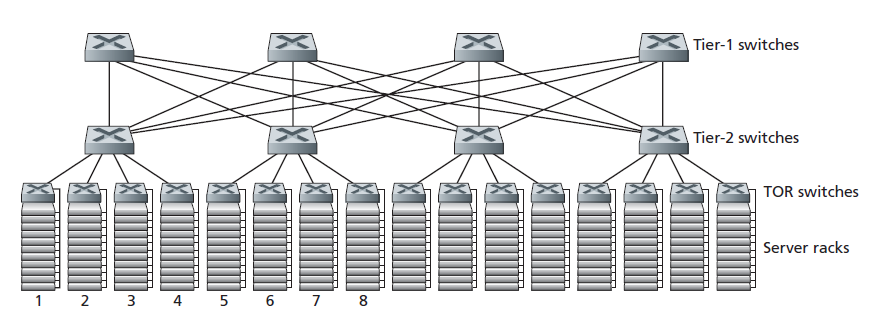 Tier-1 switches
Tier-2 switches
TOR switches
Server racks
1 2 3 4 5 6 7 8